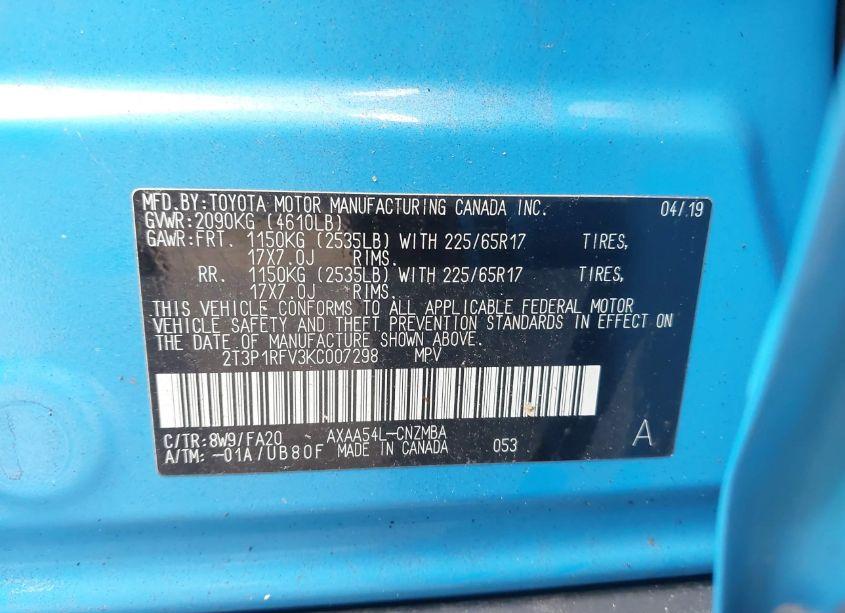 MFD.BY:TOYOTA MOTOR MANUFACTURING CANADA INC. 04/19
GVWR:2090KG (4610LB)
GAWR:FRT. 1150KG (2535LB) WITH 225/65R17 TIRES,
17X7.0J RIMS.
RR. 1150KG (2535LB) WITH 225/65R17 TIRES,
17X7.0J RIMS.
THIS VEHICLE CONFORMS TO ALL APPLICABLE FEDERAL MOTOR
VEHICLE SAFETY AND THEFT PREVENTION STANDARDS IN EFFECT ON
THE DATE OF MANUFACTURE SHOWN ABOVE.
2T3P1RFV3KC007298 MPV
C/TR:8W9/FA20 AXAA54L-CNZMBA
A/TM: -01A/UB80F MADE IN CANADA 053 A